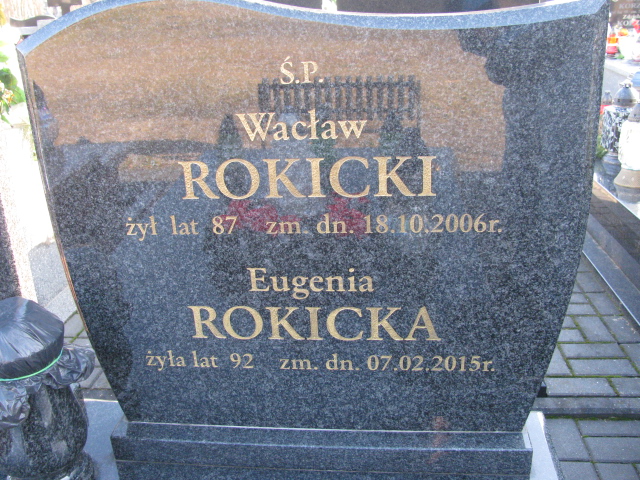 Ś.P.
Wacław
ROKICKI
żył lat 87 zm. dn. 18.10.2006r.
Eugenia
ROKICKA
żyła lat 92 zm. dn. 07.02.2015r.